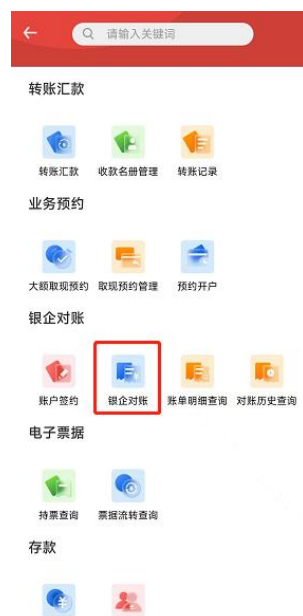 请输入关键词
转账汇款
转账汇款 收款名册管理 转账记录
业务预约
大额取现预约 取现预约管理 预约开户
银企对账
账户签约 银企对账 账单明细查询 对账历史查询
电子票据
持票查询 票据流转查询
存款